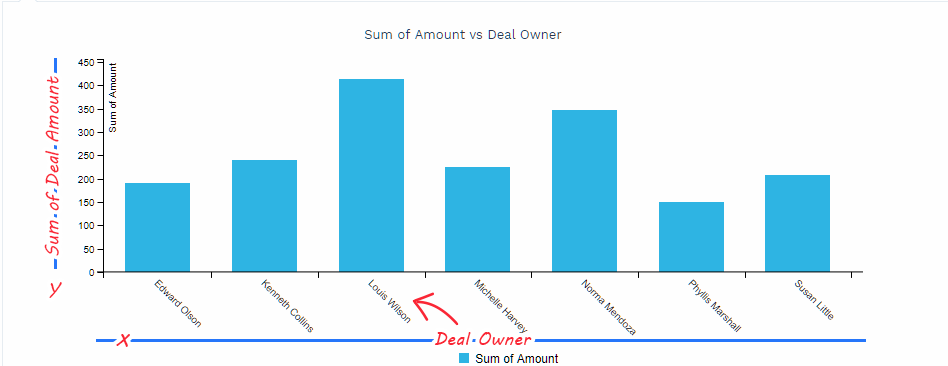 Sum of Amount vs Deal Owner
Y Sum of Deal Amount
Sum of Amount
450
400
350
300
250
200
150
100
50
0
Edward Olson
Kenneth Collins
Louis Wilson
Michelle Harvey
Norma Mendoza
Phyllis Marshall
Susan Little
X Deal Owner
Sum of Amount